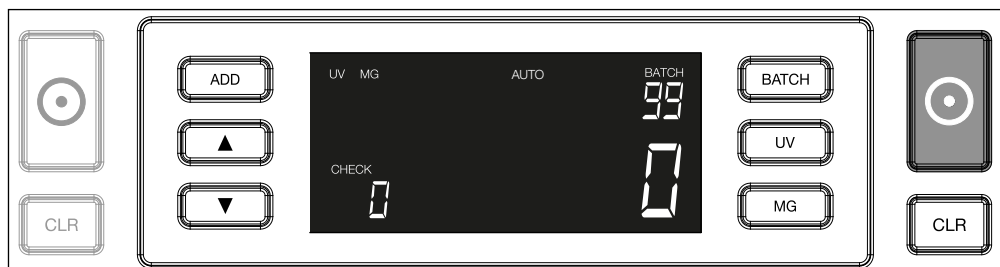 ADD
UV MG AUTO BATCH
99
BATCH
▲
UV
CHECK
0 0
▼
MG
CLR
CLR